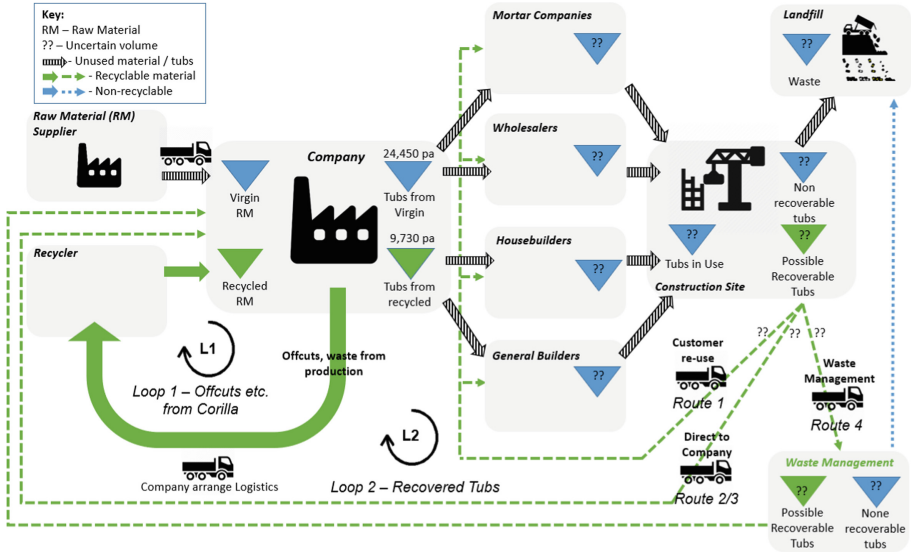 Key:
RM – Raw Material
?? – Uncertain volume
- Unused material / tubs
- Recyclable material
- Non-recyclable
Raw Material (RM)
Supplier
Recycler
Company
Virgin
RM
Recycled
RM
24,450 pa
Tubs from
Virgin
9,730 pa
Tubs from
recycled
Offcuts, waste from
production
L1
Loop 1 – Offcuts etc.
from Corilla
Company arrange Logistics
L2
Loop 2 – Recovered Tubs
Mortar Companies
??
Wholesalers
??
Housebuilders
??
General Builders
??
??
Tubs in Use
Construction Site
??
Non
recoverable
tubs
??
Possible
Recoverable
Tubs
Landfill
??
Waste
??
??
??
Customer
re-use
Route 1
Direct to
Company
Route 2/3
Waste
Management
Route 4
Waste Management
??
Possible
Recoverable
Tubs
??
None
recoverable
tubs